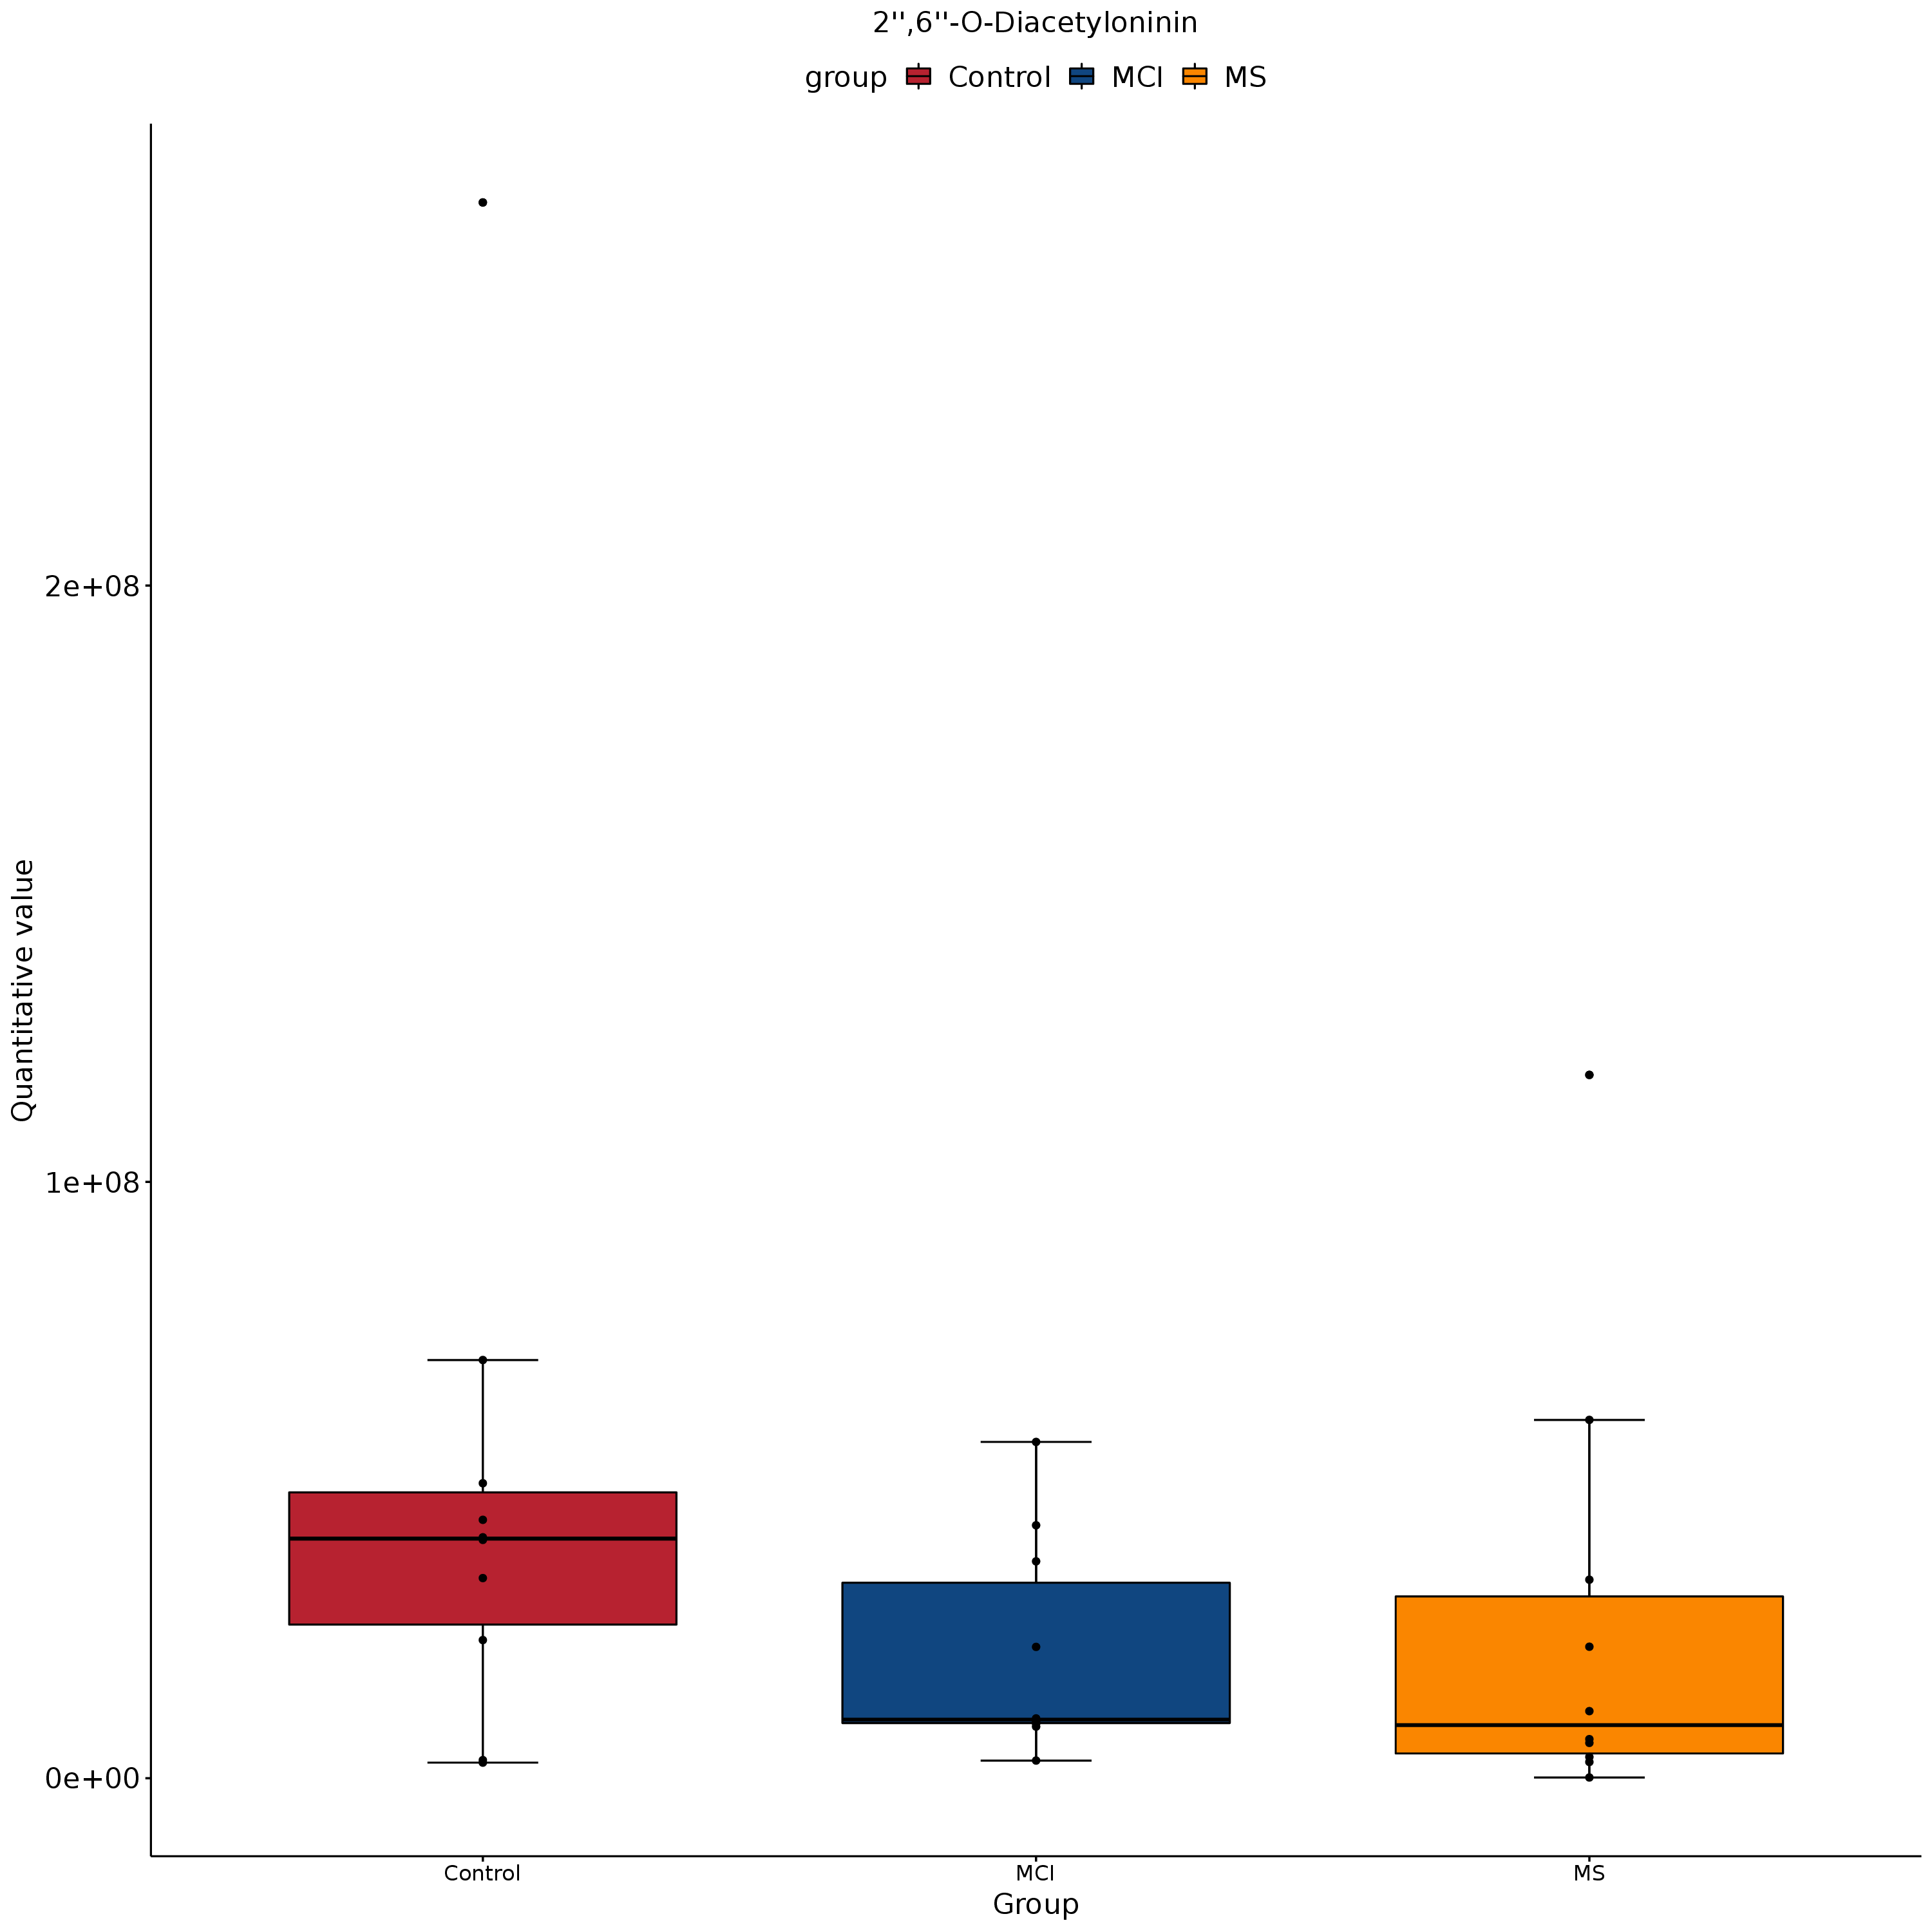 2'',6''-O-Diacetyloninin
group Control MCI MS
2e+08
1e+08
0e+00
Quantitative value
Control MCI MS
Group